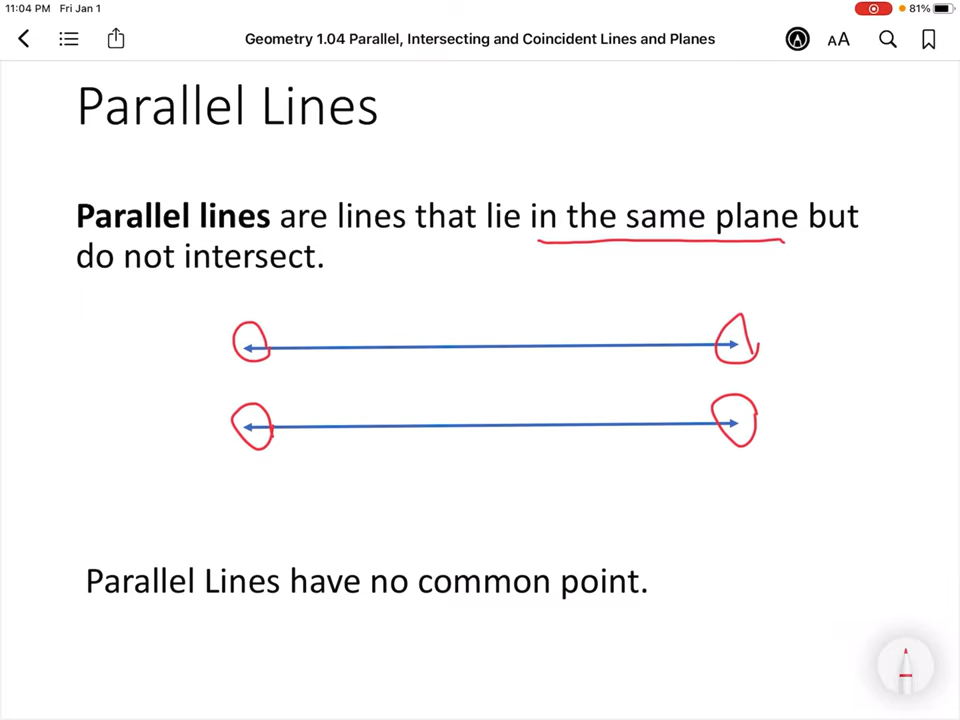 11:04 PM Fri Jan 1 81%
Geometry 1.04 Parallel, Intersecting and Coincident Lines and Planes AA
Parallel Lines
Parallel lines are lines that lie in the same plane but
do not intersect.
Parallel Lines have no common point.